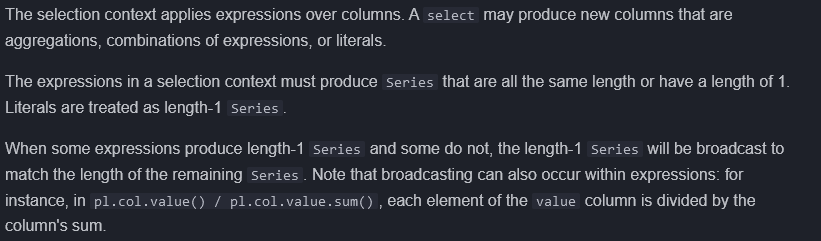 The selection context applies expressions over columns. A select may produce new columns that are
aggregations, combinations of expressions, or literals.
The expressions in a selection context must produce Series that are all the same length or have a length of 1.
Literals are treated as length-1 Series.
When some expressions produce length-1 Series and some do not, the length-1 Series will be broadcast to
match the length of the remaining Series. Note that broadcasting can also occur within expressions: for
instance, in pl.col.value() / pl.col.value.sum(), each element of the value column is divided by the
column's sum.